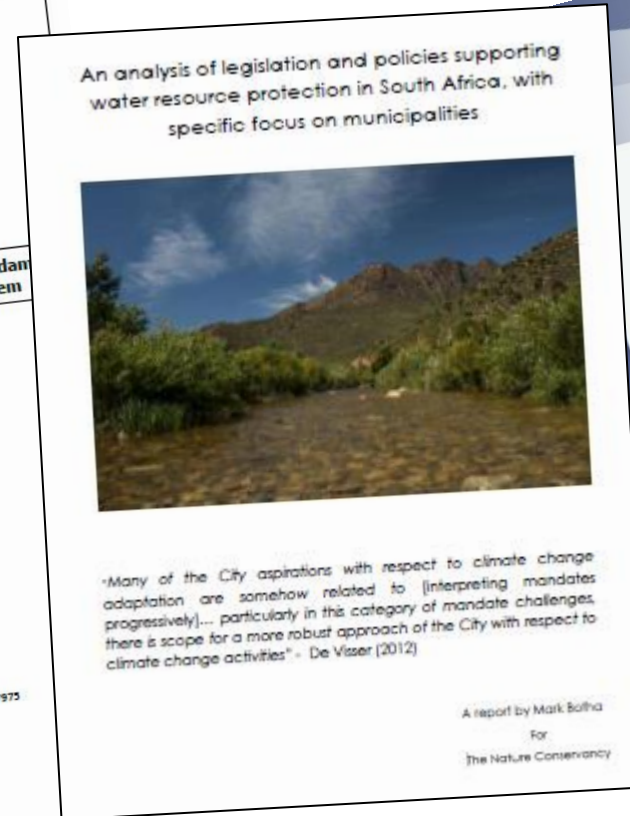 An analysis of legislation and policies supporting
water resource protection in South Africa, with
specific focus on municipalities
dam
em
"Many of the City aspirations with respect to climate change
adaptation are somehow related to [interpreting mandates
progressively]... particularly in this category of mandate challenges,
there is scope for a more robust approach of the City with respect to
climate change activities" - De Visser (2012)
975
A report by Mark Botha
For
The Nature Conservancy